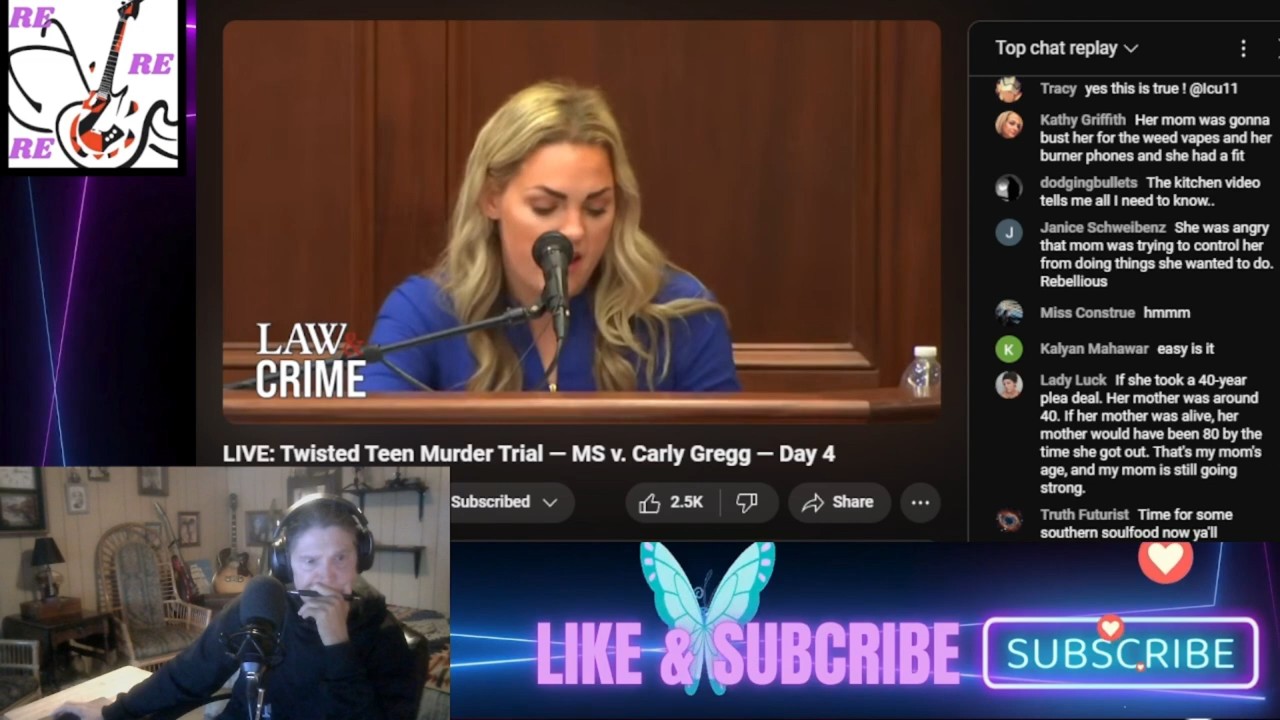 RE
RE
RE
LAW &
CRIME
LIVE: Twisted Teen Murder Trial — MS v. Carly Gregg — Day 4
Subscribed
2.5K
Share
Top chat replay
Tracy yes this is true ! @Icu11
Kathy Griffith Her mom was gonna
bust her for the weed vapes and her
burner phones and she had a fit
dodgingbullets The kitchen video
tells me all I need to know..
J
Janice Schweibenz She was angry
that mom was trying to control her
from doing things she wanted to do.
Rebellious
Miss Construe hmmm
K
Kalyan Mahawar easy is it
Lady Luck If she took a 40-year
plea deal. Her mother was around
40. If her mother was alive, her
mother would have been 80 by the
time she got out. That's my mom's
age, and my mom is still going
strong.
Truth Futurist Time for some
southern soulfood now ya'll
LIKE & SUBCRIBE
SUBSCRIBE